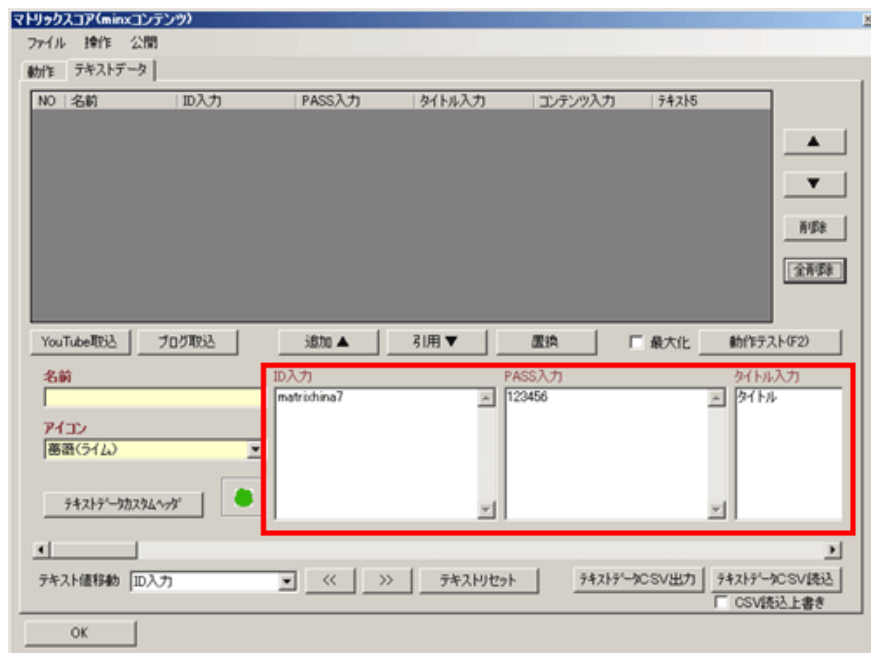 マトリックスコア(minxコンテンツ)
ファイル 操作 公開
動作 テキストデータ
NO 名前 ID入力 PASS入力 タイトル入力 コンテンツ入力 テキスト5
▲
▼
削除
全削除
YouTube取込 ブログ取込 追加▲ 引用▼ 置換 最大化 動作テスト(F2)
名前 ID入力 PASS入力 タイトル入力
matrixhina7 123456 タイトル
アイコン
薔薇(ライム)
テキストデータカスタムヘッダ
テキスト値移動 ID入力 << >> テキストリセット テキストデータCSV出力 テキストデータCSV読込
CSV読込上書き
OK